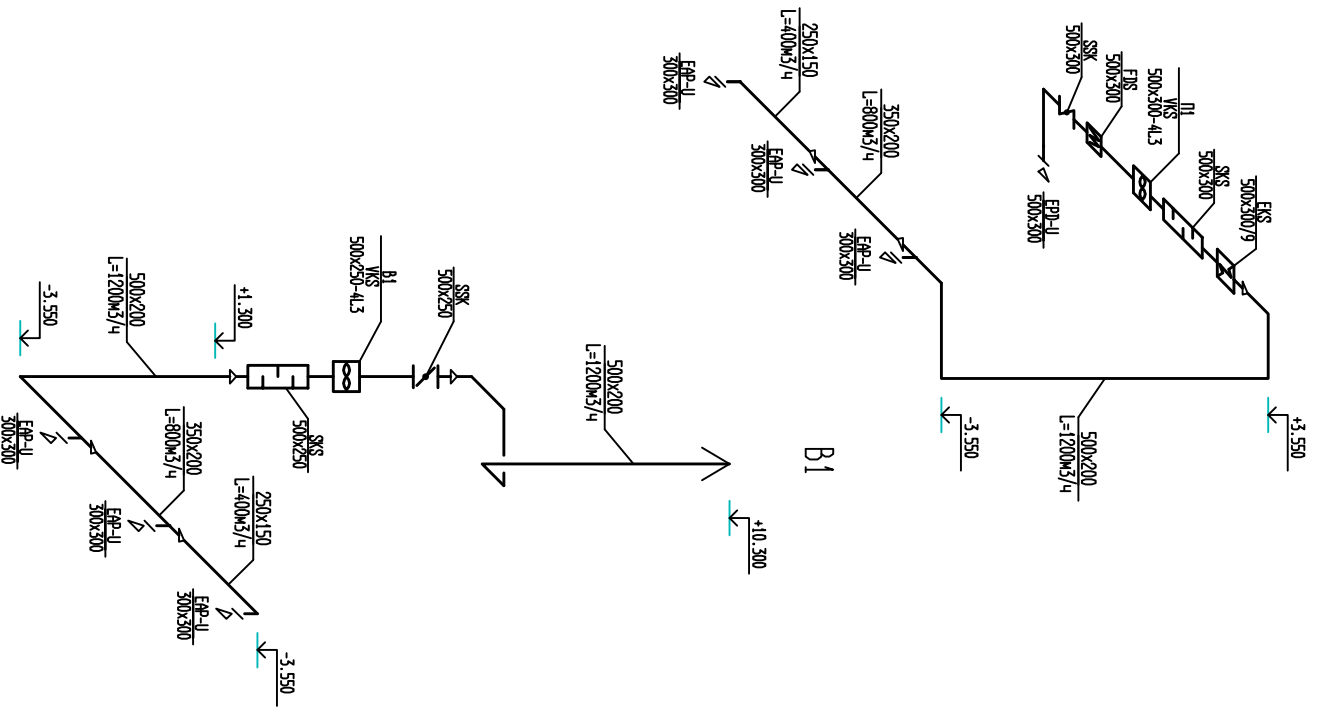 +3.550
EKS
500x300/9
SKS
500x300
П1
VKS
500x300-4L3
FDS
500x300
SSK
500x300
EPD-U
500x300
500x200
L=1200м3/ч
-3.550
350x200
L=800м3/ч
250x150
L=400м3/ч
EAP-U
300x300
EAP-U
300x300
EAP-U
300x300
В1
+10.300
500x200
L=1200м3/ч
SSK
500x250
В1
VKS
500x250-4L3
SKS
500x250
+1.300
500x200
L=1200м3/ч
-3.550
350x200
L=800м3/ч
250x150
L=400м3/ч
-3.550
EAP-U
300x300
EAP-U
300x300
EAP-U
300x300